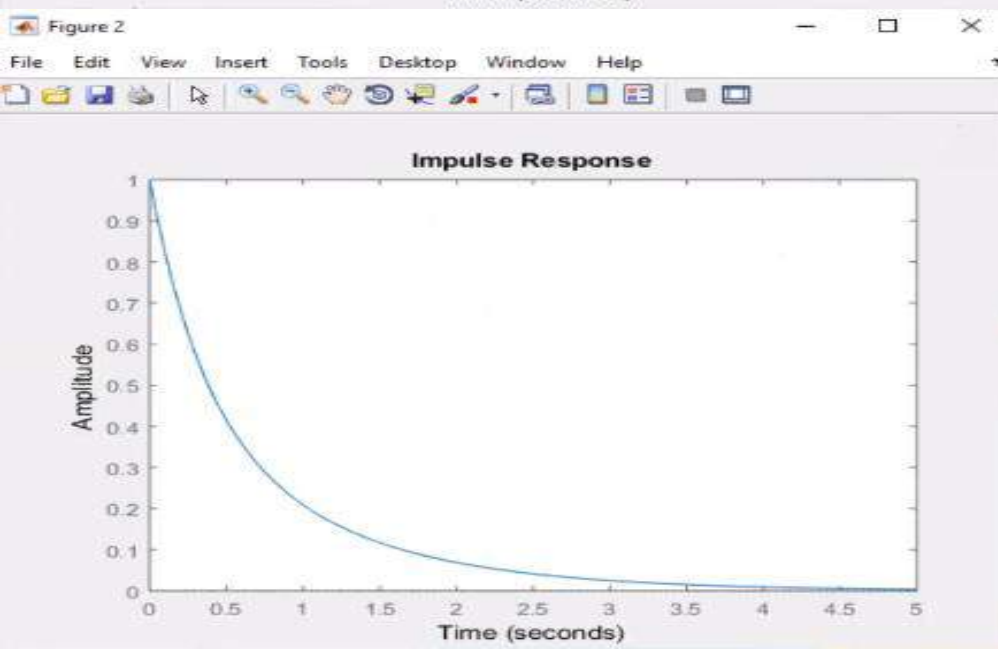 Figure 2
File Edit View Insert Tools Desktop Window Help
Impulse Response
1
0.9
0.8
0.7
0.6
0.5
0.4
0.3
0.2
0.1
0
Amplitude
0 0.5 1 1.5 2 2.5 3 3.5 4 4.5 5
Time (seconds)